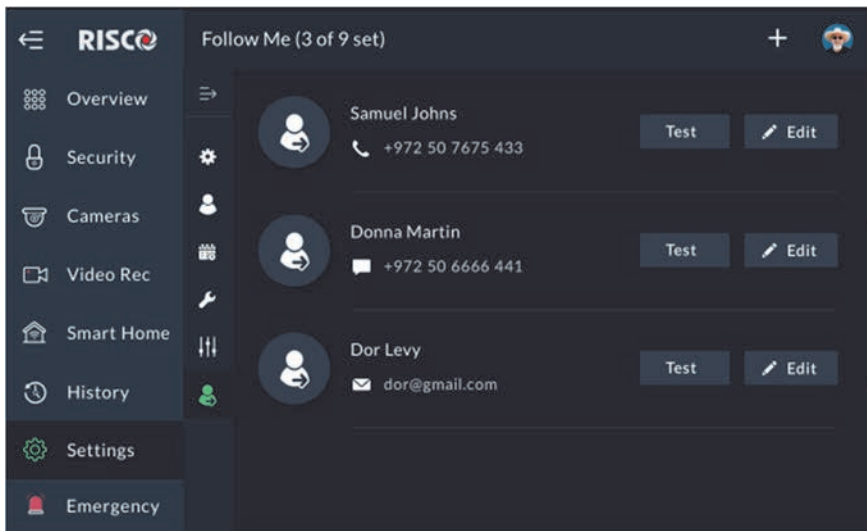 RISCO
Follow Me (3 of 9 set)
Overview
Security
Cameras
Video Rec
Smart Home
History
Settings
Emergency
Samuel Johns
+972 50 7675 433
Test
Edit
Donna Martin
+972 50 6666 441
Test
Edit
Dor Levy
dor@gmail.com
Test
Edit